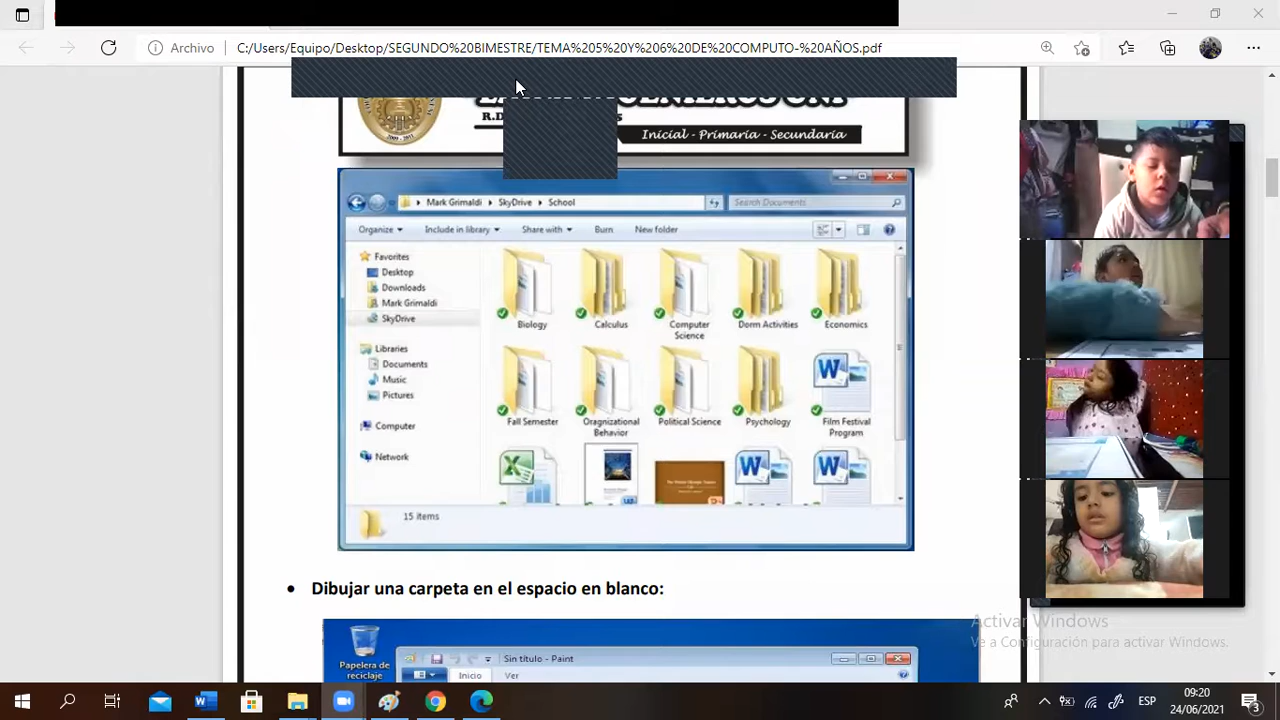 Archivo
C:/Users/Equipo/Desktop/SEGUNDO%20BIMESTRE/TEMA%205%20Y%206%20DE%20COMPUTO-%20AÑOS.pdf
R.D.
Inicial - Primaria - Secundaria
Mark Grimaldi SkyDrive School
Search Documents
Organize Include in library Share with Burn New folder
Favorites
Desktop
Downloads
Mark Grimaldi
SkyDrive
Libraries
Documents
Music
Pictures
Computer
Network
Biology Calculus Computer Science Dorm Activities Economics
Fall Semester Oragnizational Behavior Political Science Psychology Film Festival Program
15 items
• Dibujar una carpeta en el espacio en blanco:
Papelera de
reciclaje
Sin título - Paint
Inicio Ver
Activar Windows
Ve a Configuración para activar Windows.
ESP
09:20
24/06/2021
3